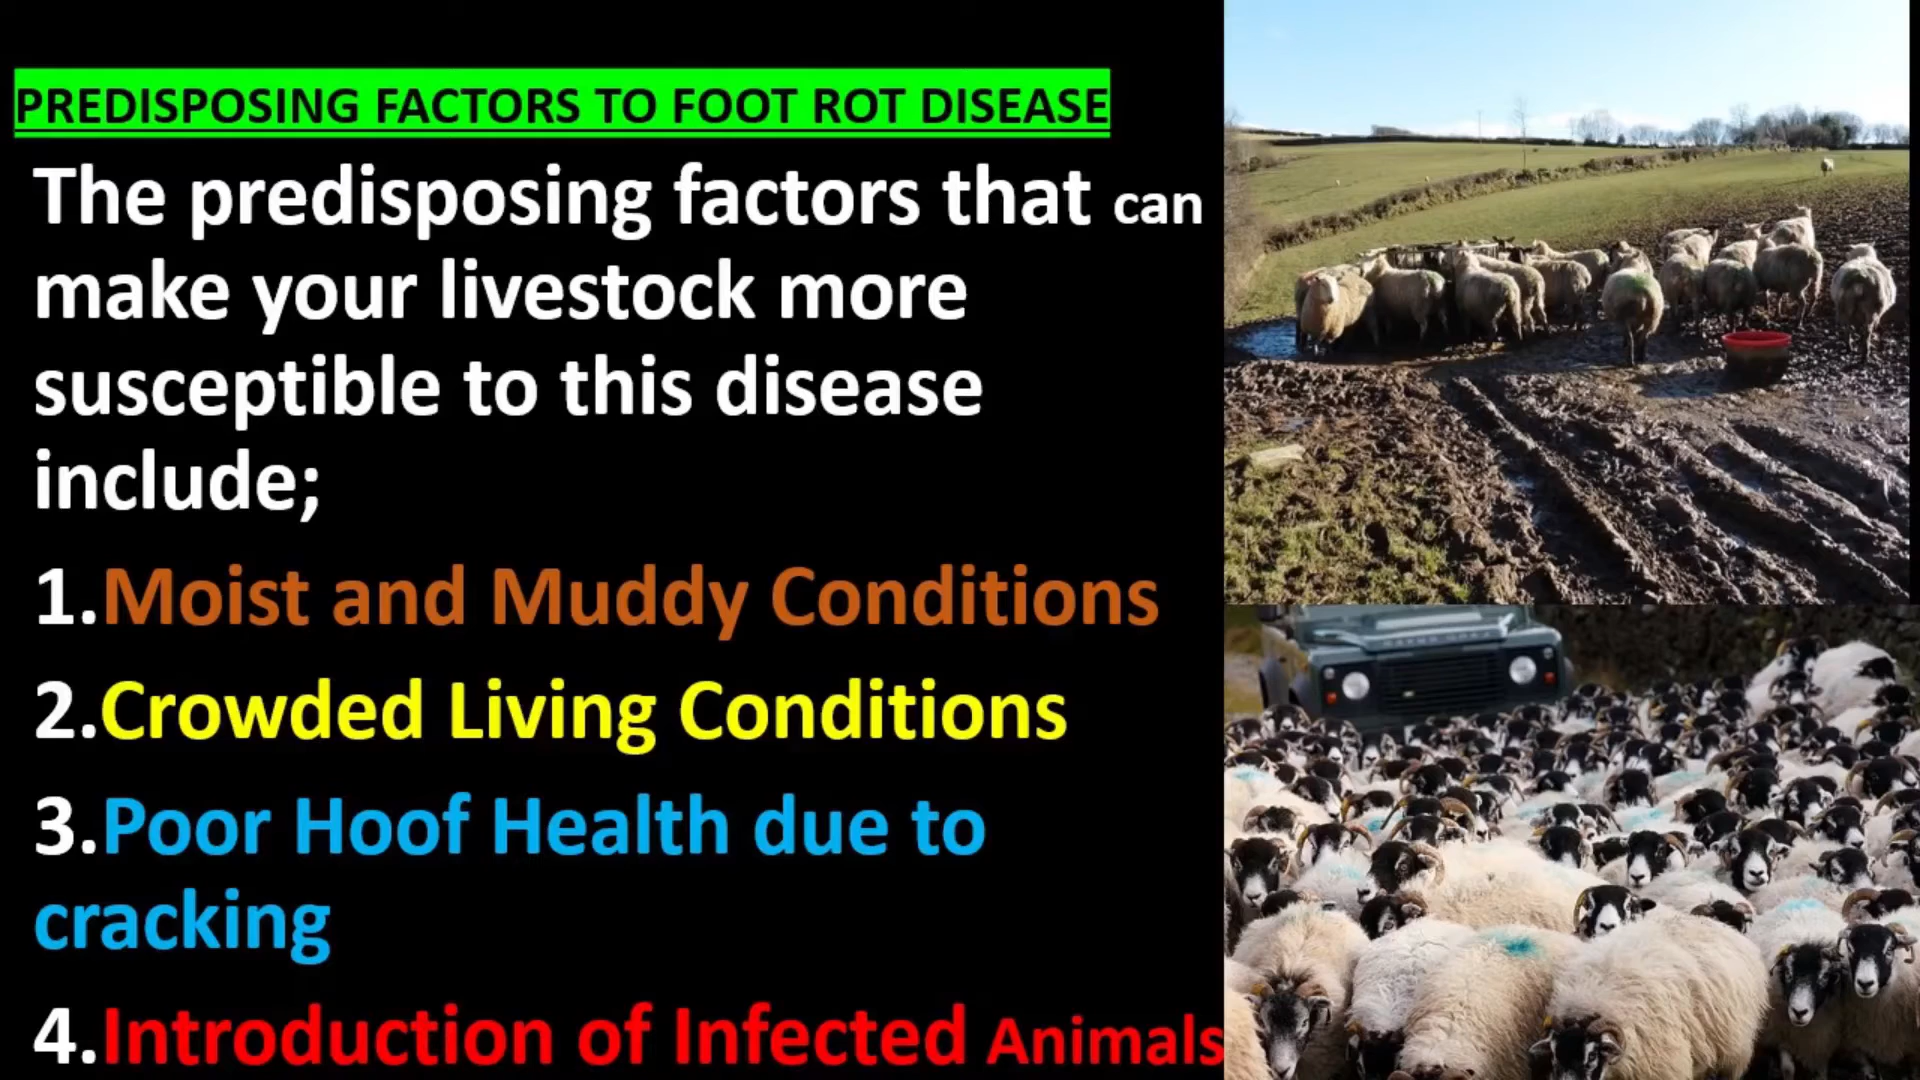 PREDISPOSING FACTORS TO FOOT ROT DISEASE
The predisposing factors that can
make your livestock more
susceptible to this disease
include;
1.Moist and Muddy Conditions
2.Crowded Living Conditions
3.Poor Hoof Health due to
cracking
4.Introduction of Infected Animals